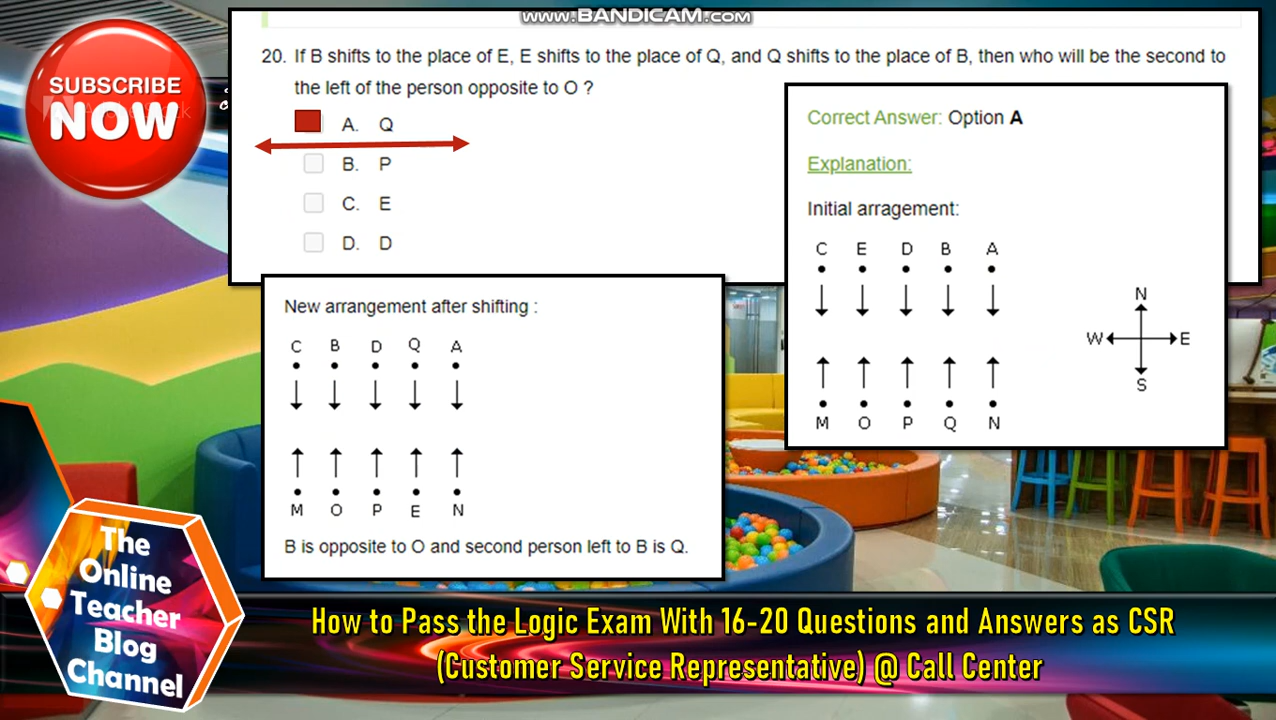 www.BANDICAM.com
SUBSCRIBE
NOW
20. If B shifts to the place of E, E shifts to the place of Q, and Q shifts to the place of B, then who will be the second to
the left of the person opposite to O ?
A. Q
B. P
C. E
D. D
Correct Answer: Option A
Explanation:
Initial arragement:
C E D B A
M O P Q N
N
W E
S
New arrangement after shifting :
C B D Q A
M O P E N
B is opposite to O and second person left to B is Q.
The
Online
Teacher
Blog
Channel
How to Pass the Logic Exam With 16-20 Questions and Answers as CSR
(Customer Service Representative) @ Call Center